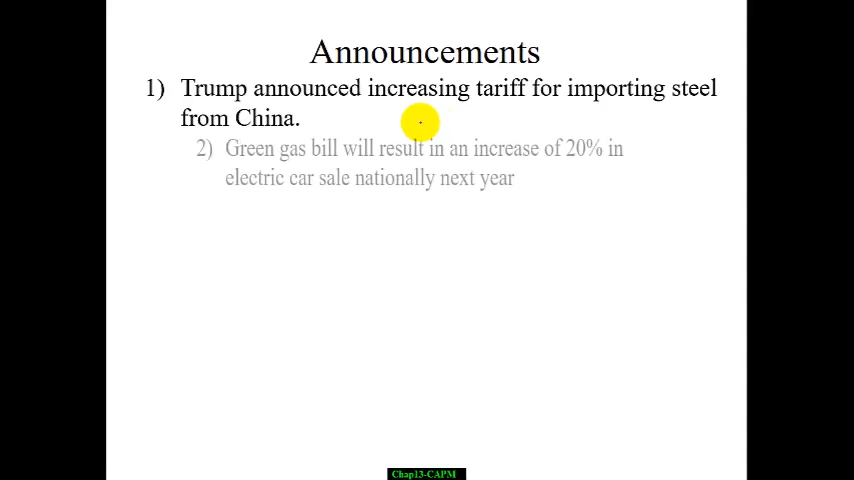 Announcements
1) Trump announced increasing tariff for importing steel
from China.
2) Green gas bill will result in an increase of 20% in
electric car sale nationally next year
Chap13-CAPM